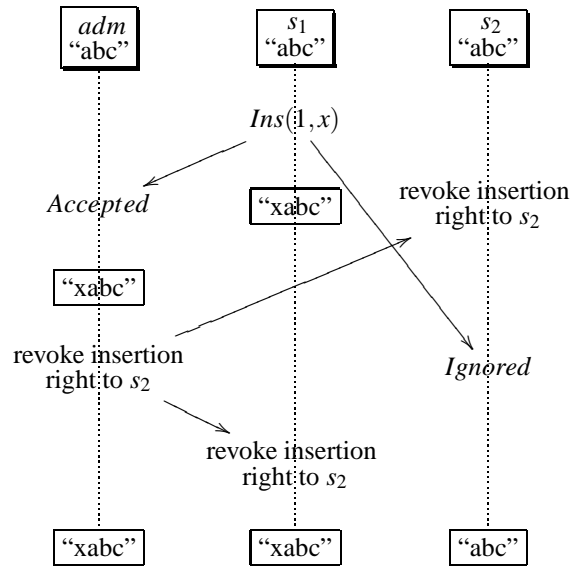 adm
“abc”
s1
“abc”
s2
“abc”
Ins(1,x)
Accepted
“xabc”
revoke insertion
right to s2
“xabc”
revoke insertion
right to s2
Ignored
revoke insertion
right to s2
“xabc”
“xabc”
“abc”